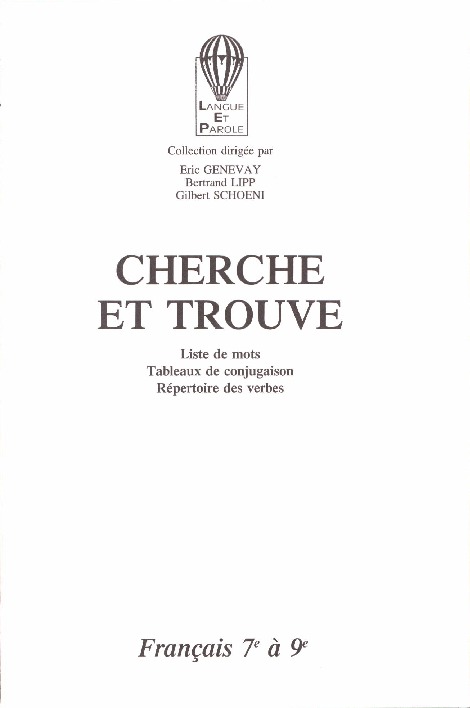 LANGUE
ET
PAROLE
Collection dirigée par
Eric GENEVAY
Bertrand LIPP
Gilbert SCHOENI
CHERCHE
ET TROUVE
Liste de mots
Tableaux de conjugaison
Répertoire des verbes
Français 7e à 9e